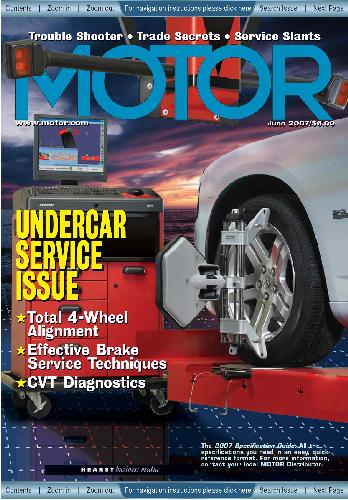 Contents | Zoom in | Zoom out For navigation instructions please click here Search Issue | Next Page
Trouble Shooter • Trade Secrets • Service Slants
MOTOR
www.motor.com
June 2007/$6.00
UNDERCAR
SERVICE
ISSUE
★Total 4-Wheel
Alignment
★Effective Brake
Service Techniques
★CVT Diagnostics
The 2007 Specification Guide: All the
specifications you need in an easy, quick-
reference format. For more information,
contact your local MOTOR Distributor.
HEARST business media
Contents | Zoom in | Zoom out For navigation instructions please click here Search Issue | Next Page